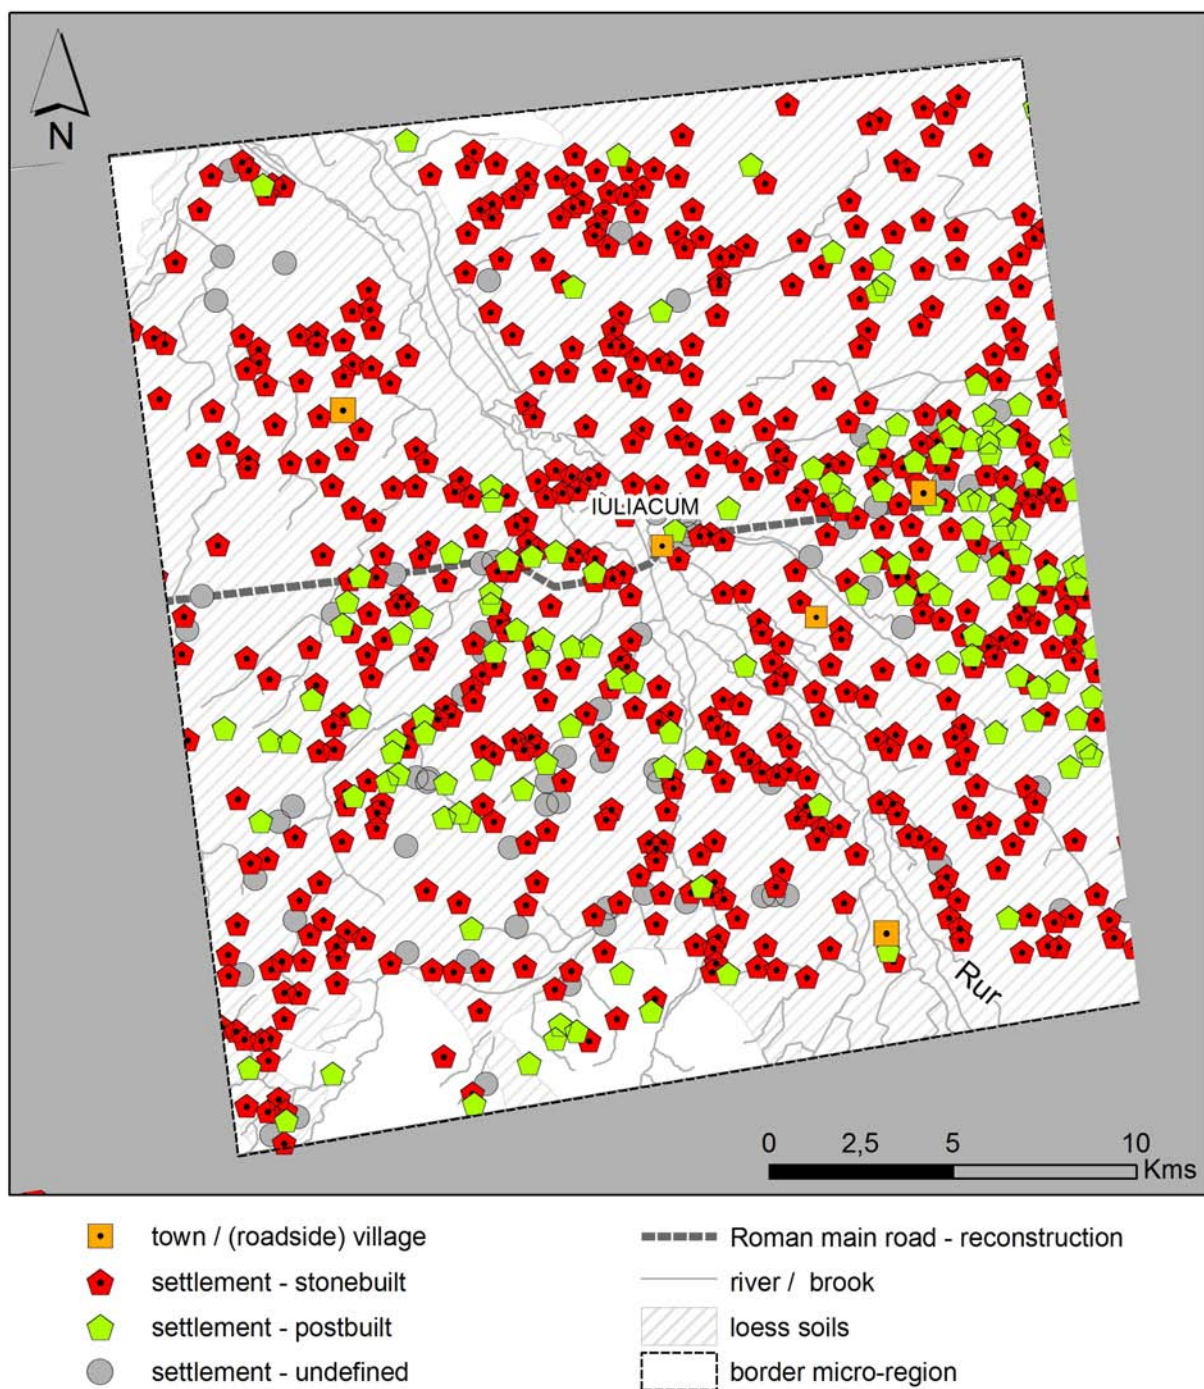 N
IULIACUM
Rur
0 2,5 5 10
Kms
town / (roadside) village
settlement - stonebuilt
settlement - postbuilt
settlement - undefined
Roman main road - reconstruction
river / brook
loess soils
border micro-region